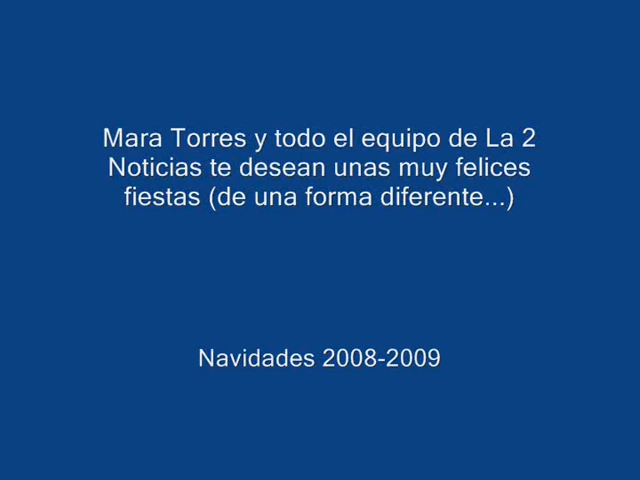 Mara Torres y todo el equipo de La 2
Noticias te desean unas muy felices
fiestas (de una forma diferente...)
Navidades 2008-2009